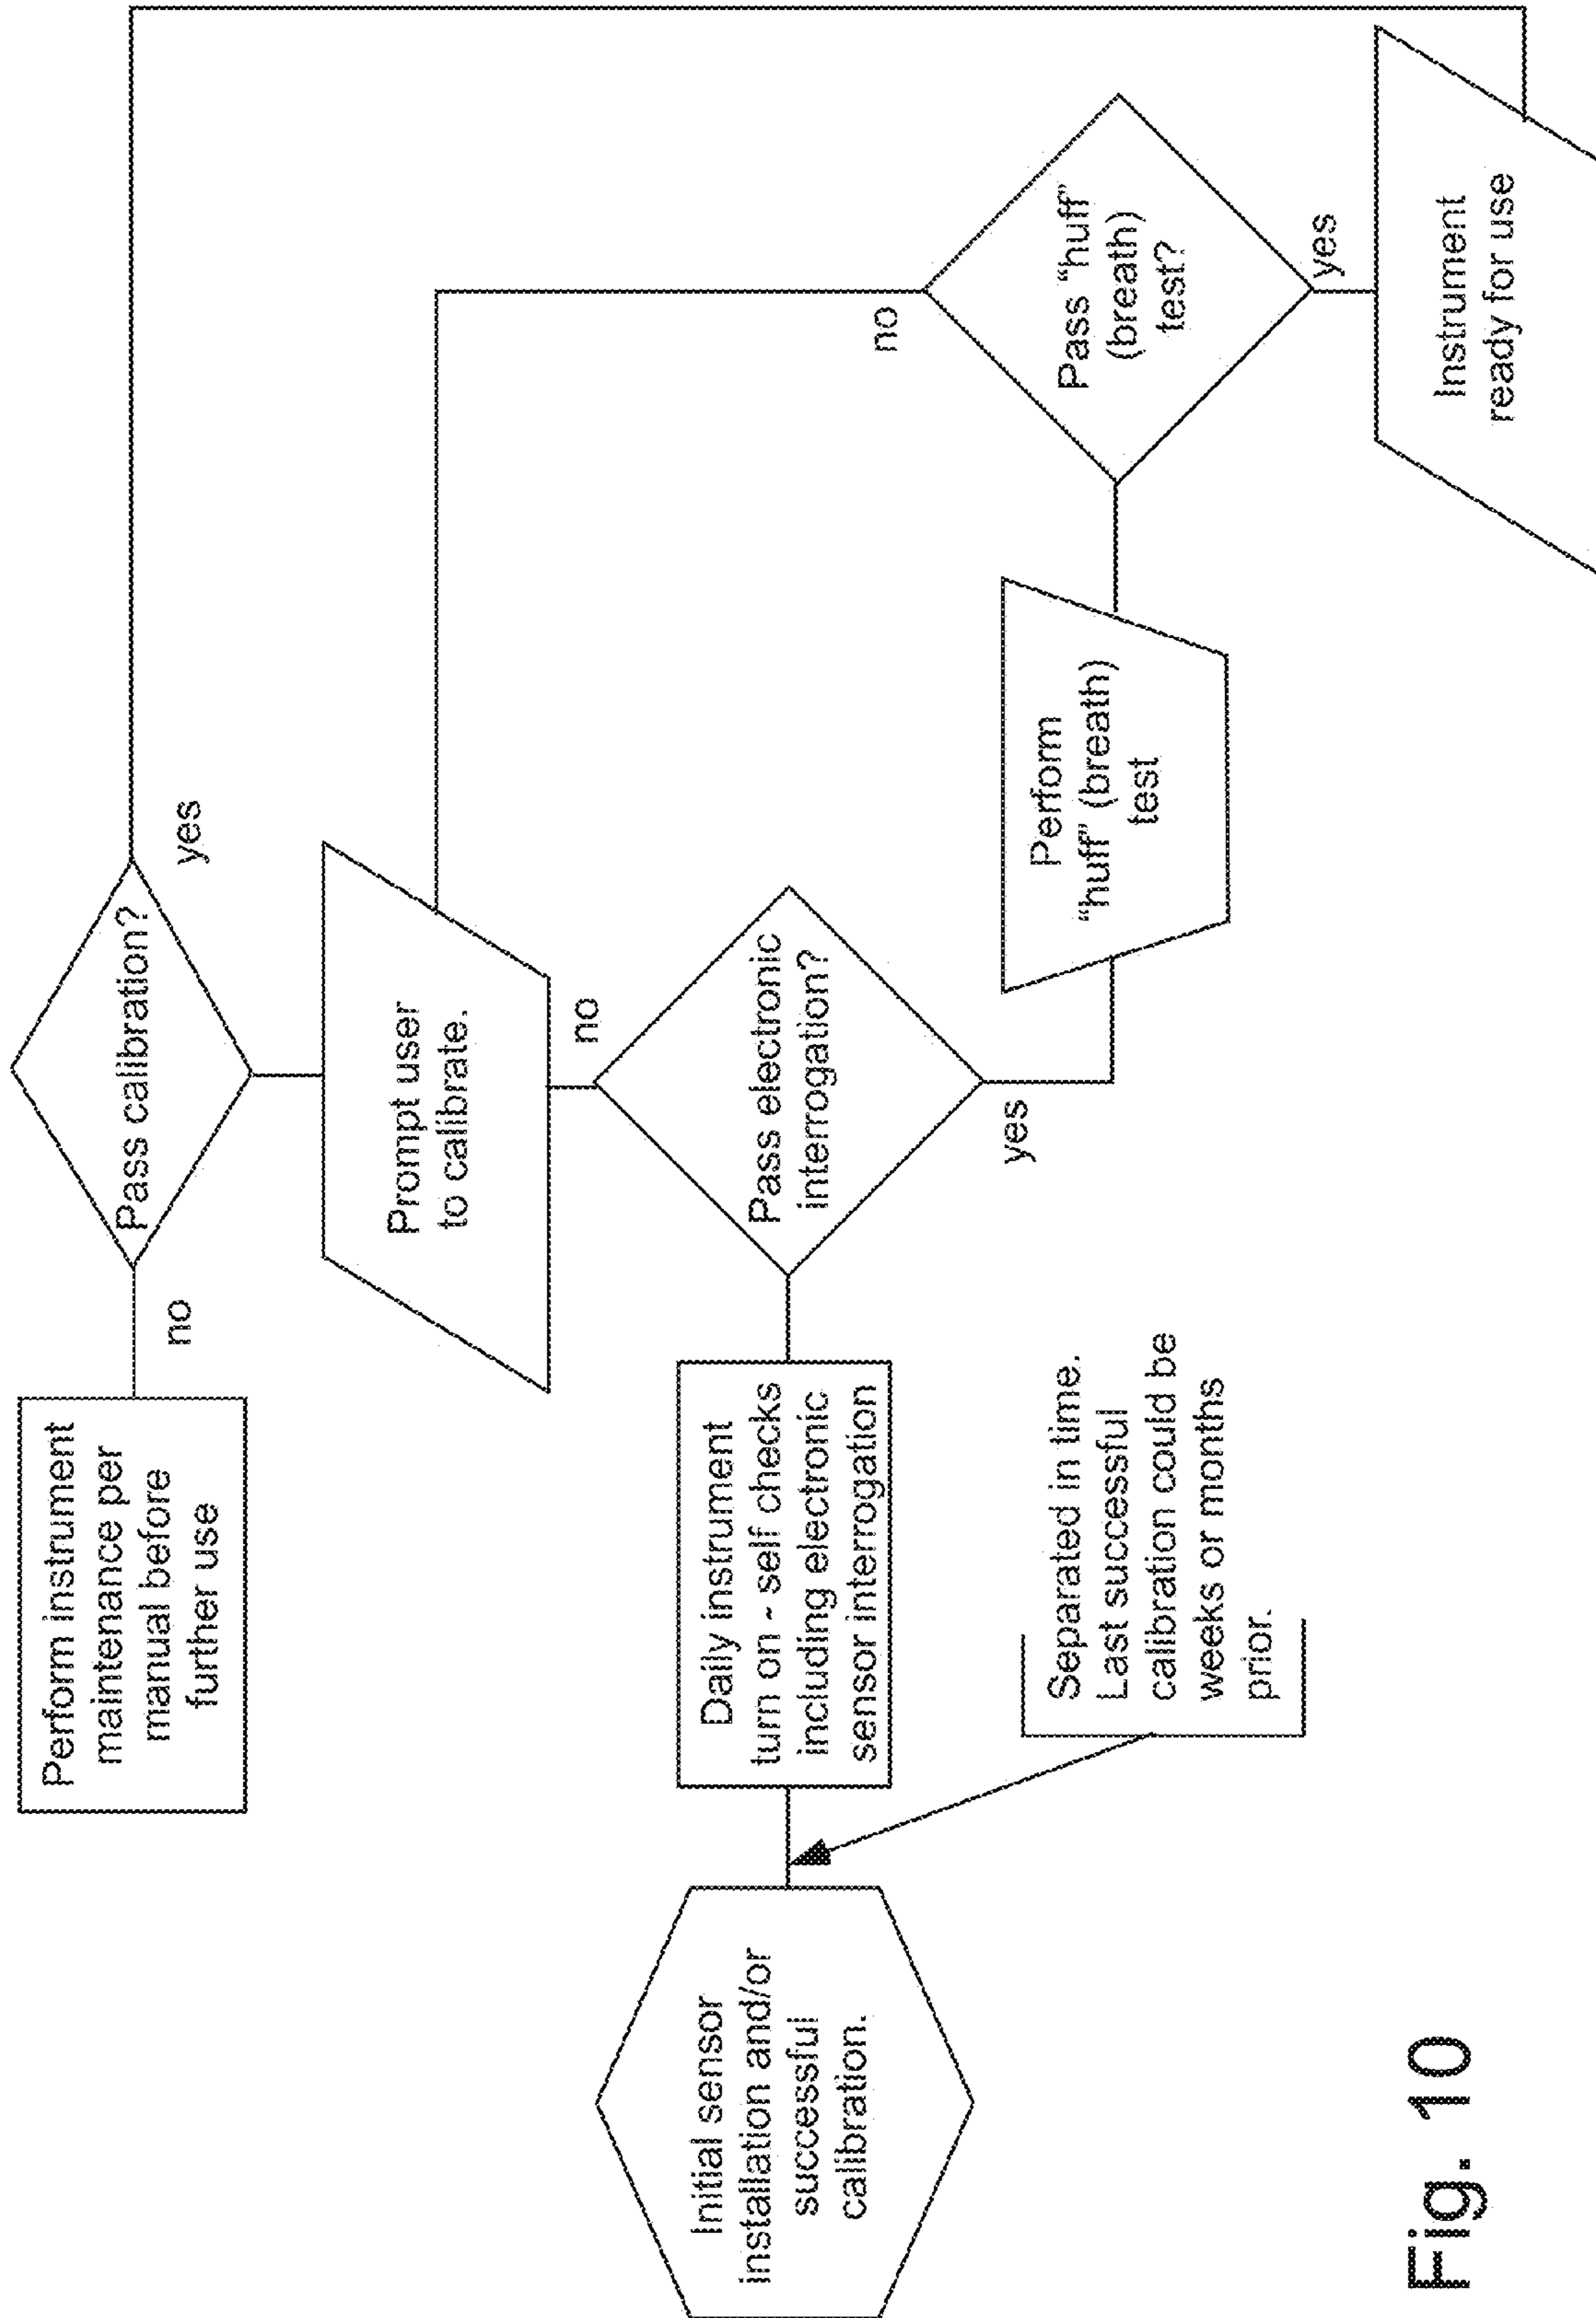 Perform instrument
maintenance per
manual before
further use
no
Pass calibration?
yes
Prompt user
to calibrate.
no
Initial sensor
installation and/or
successful
calibration.
Daily instrument
turn on - self checks
including electronic
sensor interrogation
Pass electronic
interrogation?
yes
Separated in time.
Last successful
calibration could be
weeks or months
prior.
Perform
“huff” (breath)
test
no
Pass “huff”
(breath)
test?
yes
Instrument
ready for use
Fig. 10